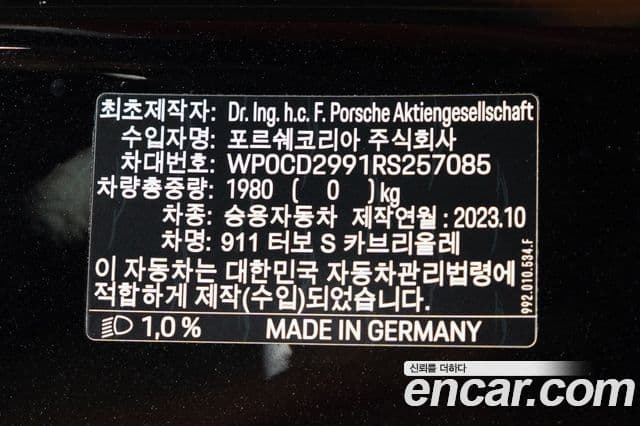 최초제작자: Dr. Ing. h.c. F. Porsche Aktiengesellschaft
수입자명: 포르쉐코리아 주식회사
차대번호: WP0CD2991RS257085
차량총중량: 1980 ( 0 ) kg
차종: 승용자동차 제작연월: 2023.10
차명: 911 터보 S 카브리올레
이 자동차는 대한민국 자동차관리법령에
적합하게 제작(수입)되었습니다.
1,0% MADE IN GERMANY
992.010.534.F
신뢰를 더하다
encar.com